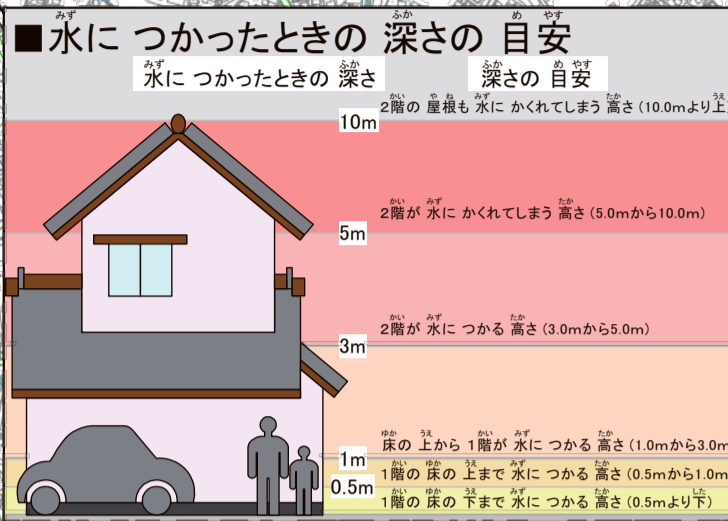 ■水に つかったときの 深さの 目安
水に つかったときの 深さ
深さの 目安
2階の 屋根も 水に かくれてしまう 高さ（10.0mより上
10m
2階が 水に かくれてしまう 高さ（5.0mから10.0m）
5m
2階が 水に つかる 高さ（3.0mから5.0m）
3m
床の 上から 1階が 水に つかる 高さ（1.0mから3.0m
1m
1階の 床の 上まで 水に つかる 高さ（0.5mから1.0m
0.5m
1階の 床の 下まで 水に つかる 高さ（0.5mより下）